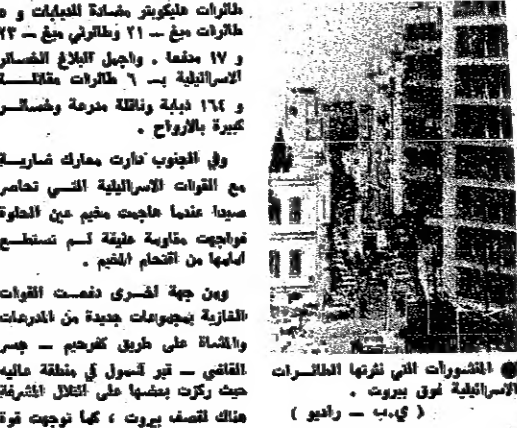 طائرات هليكوبتر مضادة للدبابات و ٥
طائرات ميغ — ٢١ وطائرتي ميغ — ٢٣
و ١٧ مدفعا . واجمل البلاغ الخسائر
الاسرائيلية بـ ٦ طائرات مقاتلة
و ١٦٤ دبابة وناقلة مدرعة وخسائر
كبيرة بالارواح .
وفي الجنوب دارت معارك ضارية
مع القوات الاسرائيلية التي تحاصر
صيدا عندما هاجمت مخيم عين الحلوة
فواجهت مقاومة عنيفة لم تستطع
ايامها من اقتحام المخيم .
ومن جهة اخرى دفعت القوات
الغازية بمجموعات جديدة من المدرعات
والمشاة على طريق كفرحيم — جسر
القاضي — قبر شمول في منطقة عاليه
حيث ركزت بعضها على التلال المشرفة
هناك لقصف بيروت ، كما توجهت قوة
المنشورات التي نثرتها الطائرات
الاسرائيلية فوق بيروت .
( ي.ب — راديو )